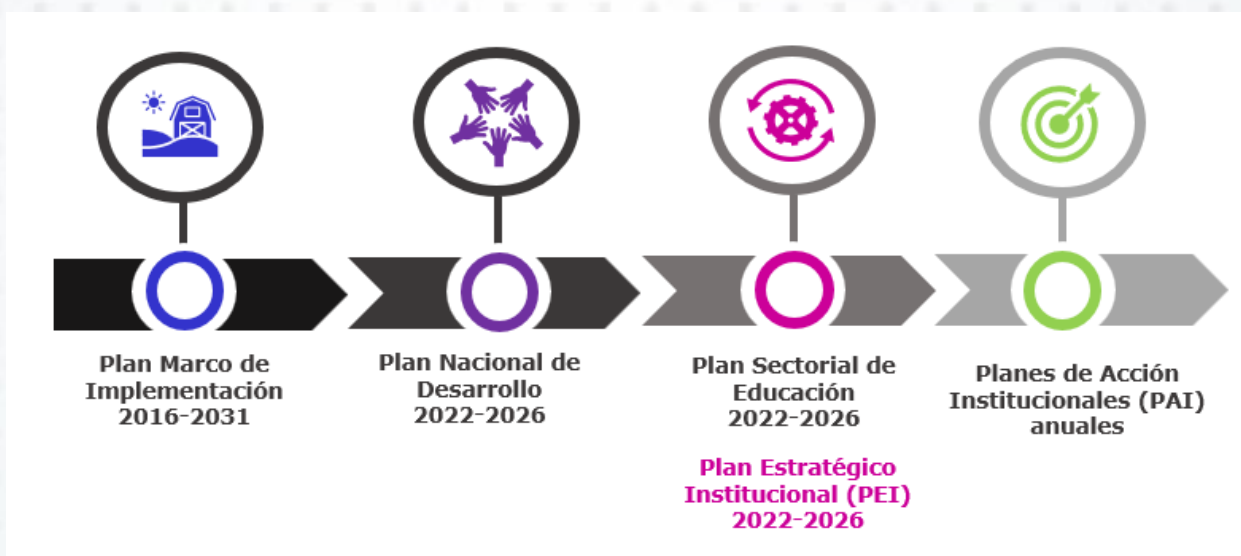 Plan Marco de
Implementación
2016-2031
Plan Nacional de
Desarrollo
2022-2026
Plan Sectorial de
Educación
2022-2026
Plan Estratégico
Institucional (PEI)
2022-2026
Planes de Acción
Institucionales (PAI)
anuales